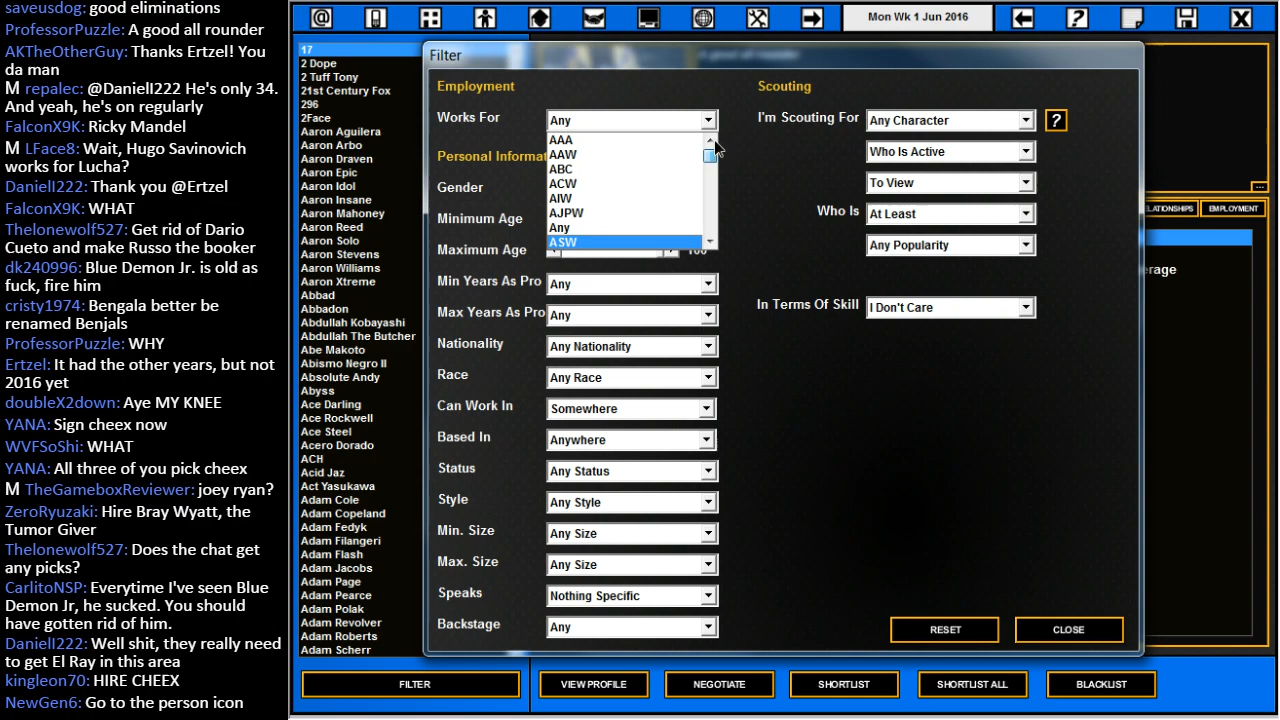 saveusdog: good eliminations
ProfessorPuzzle: A good all rounder
AKTheOtherGuy: Thanks Ertzel! You
da man
M repalec: @DanielI222 He's only 34.
And yeah, he's on regularly
FalconX9K: Ricky Mandel
M LFace8: Wait, Hugo Savinovich
works for Lucha?
DanielI222: Thank you @Ertzel
FalconX9K: WHAT
Thelonewolf527: Get rid of Dario
Cueto and make Russo the booker
dk240996: Blue Demon Jr. is old as
fuck, fire him
cristy1974: Bengala better be
renamed Benjals
ProfessorPuzzle: WHY
Ertzel: It had the other years, but not
2016 yet
doubleX2down: Aye MY KNEE
YANA: Sign cheex now
WVFSoShi: WHAT
YANA: All three of you pick cheex
M TheGameboxReviewer: joey ryan?
ZeroRyuzaki: Hire Bray Wyatt, the
Tumor Giver
Thelonewolf527: Does the chat get
any picks?
CarlitoNSP: Everytime I've seen Blue
Demon Jr, he sucked. You should
have gotten rid of him.
DanielI222: Well shit, they really need
to get El Ray in this area
kingleon70: HIRE CHEEX
NewGen6: Go to the person icon
@
Mon Wk 1 Jun 2016
?
X
17
2 Dope
2 Tuff Tony
21st Century Fox
296
2Face
Aaron Aguilera
Aaron Arbo
Aaron Draven
Aaron Epic
Aaron Idol
Aaron Insane
Aaron Mahoney
Aaron Reed
Aaron Solo
Aaron Stevens
Aaron Williams
Aaron Xtreme
Abbad
Abbadon
Abdullah Kobayashi
Abdullah The Butcher
Abe Makoto
Abismo Negro II
Absolute Andy
Abyss
Ace Darling
Ace Rockwell
Ace Steel
Acero Dorado
ACH
Acid Jaz
Act Yasukawa
Adam Cole
Adam Copeland
Adam Fedyk
Adam Filangeri
Adam Flash
Adam Jacobs
Adam Page
Adam Pearce
Adam Polak
Adam Revolver
Adam Roberts
Adam Scherr
Filter
A good all rounder
Employment
Works For
Any
AAA
AAW
ABC
ACW
AIW
AJPW
Any
ASW
Personal Informat
Gender
Minimum Age
Maximum Age
100
Min Years As Pro
Any
Max Years As Pro
Any
Nationality
Any Nationality
Race
Any Race
Can Work In
Somewhere
Based In
Anywhere
Status
Any Status
Style
Any Style
Min. Size
Any Size
Max. Size
Any Size
Speaks
Nothing Specific
Backstage
Any
Scouting
I'm Scouting For
Any Character
?
Who Is Active
To View
Who Is
At Least
Any Popularity
In Terms Of Skill
I Don't Care
RESET
CLOSE
...
LATIONSHIPS
EMPLOYMENT
erage
FILTER
VIEW PROFILE
NEGOTIATE
SHORTLIST
SHORTLIST ALL
BLACKLIST